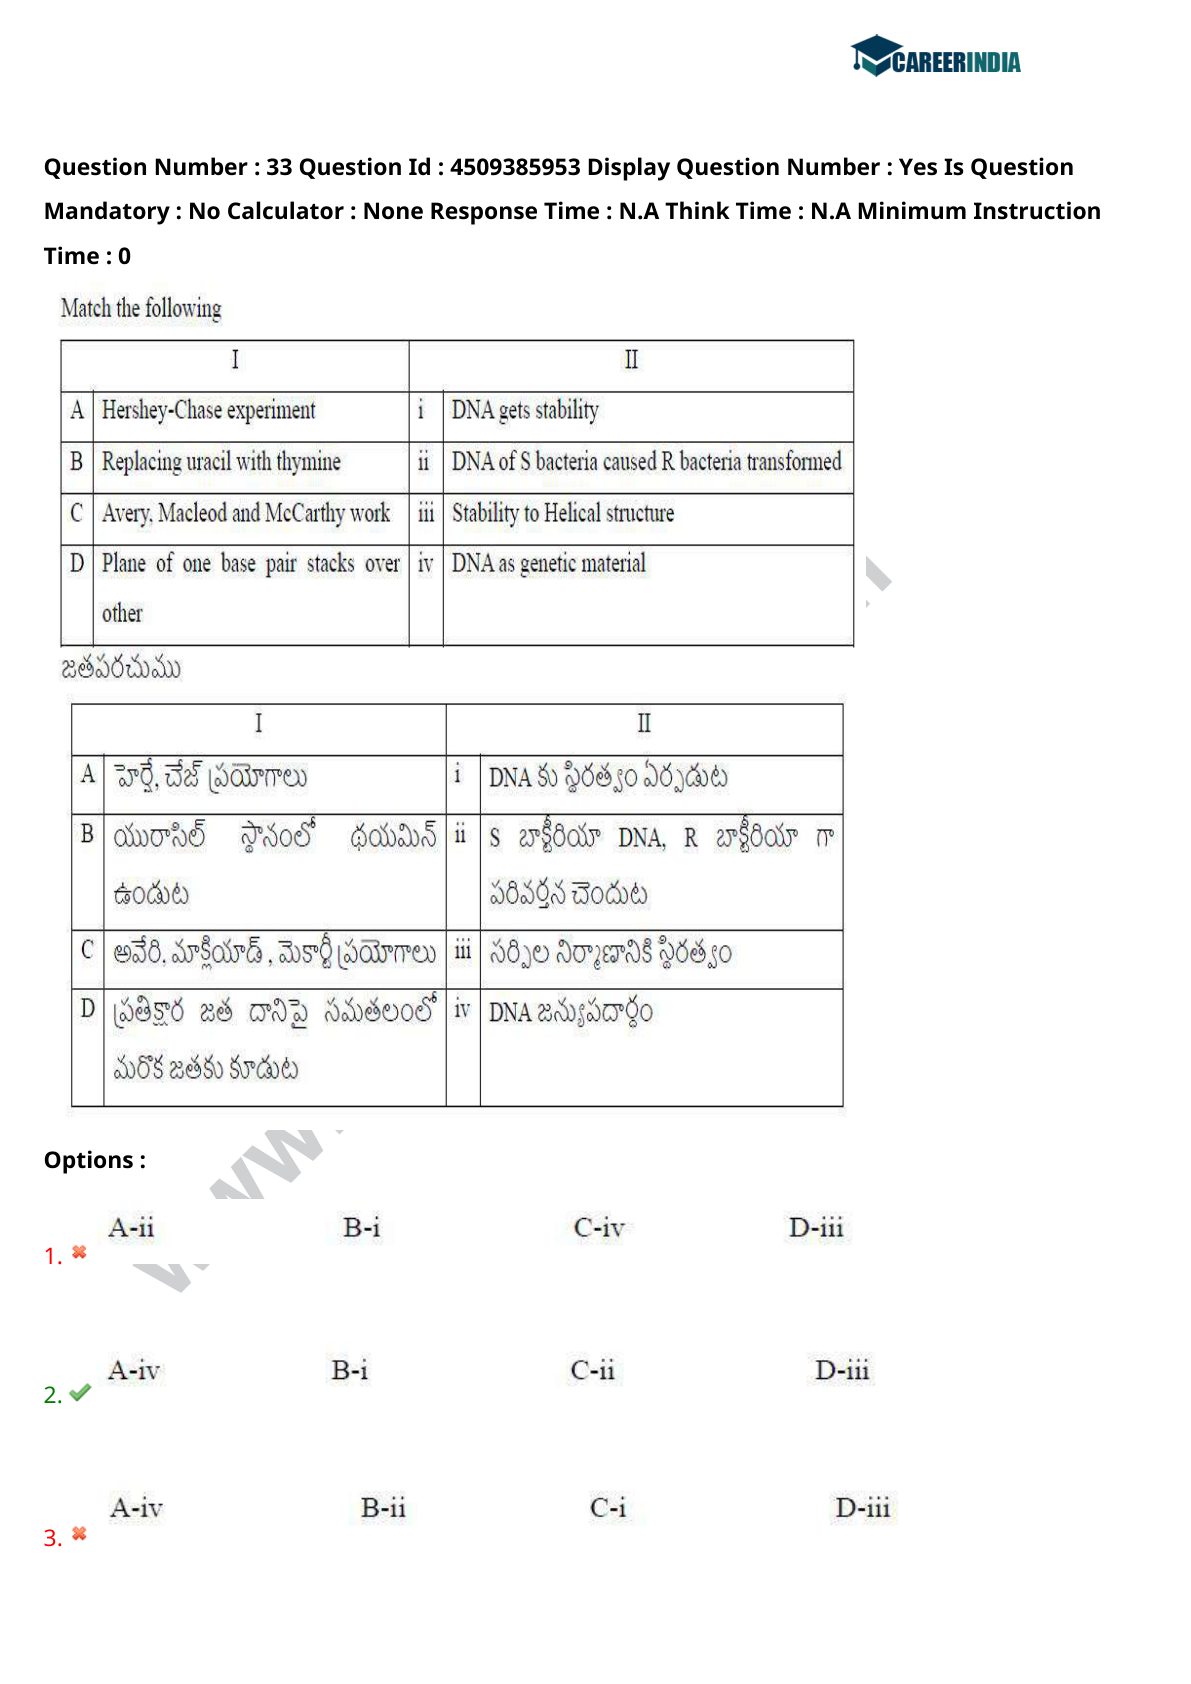 CAREERINDIA
Question Number : 33 Question Id : 4509385953 Display Question Number : Yes Is Question
Mandatory : No Calculator : None Response Time : N.A Think Time : N.A Minimum Instruction
Time : 0
Match the following
I II
A Hershey-Chase experiment i DNA gets stability
B Replacing uracil with thymine ii DNA of S bacteria caused R bacteria transformed
C Avery, Macleod and McCarthy work iii Stability to Helical structure
D Plane of one base pair stacks over iv DNA as genetic material
other
జతపరచుము
I II
A హెర్షే, చేజ్ ప్రయోగాలు i DNA కు స్థిరత్వం ఏర్పడుట
B యురాసిల్ స్థానంలో థయమిన్ ii S బాక్టీరియా DNA, R బాక్టీరియా గా
ఉండుట పరివర్తన చెందుట
C అవేరి, మాక్లియాడ్ , మెకార్టీ ప్రయోగాలు iii సర్పిల నిర్మాణానికి స్థిరత్వం
D ప్రతిక్షార జత దానిపై సమతలంలో iv DNA జన్యుపదార్ధం
మరొక జతకు కూడుట
Options :
A-ii B-i C-iv D-iii
1.
A-iv B-i C-ii D-iii
2.
A-iv B-ii C-i D-iii
3.